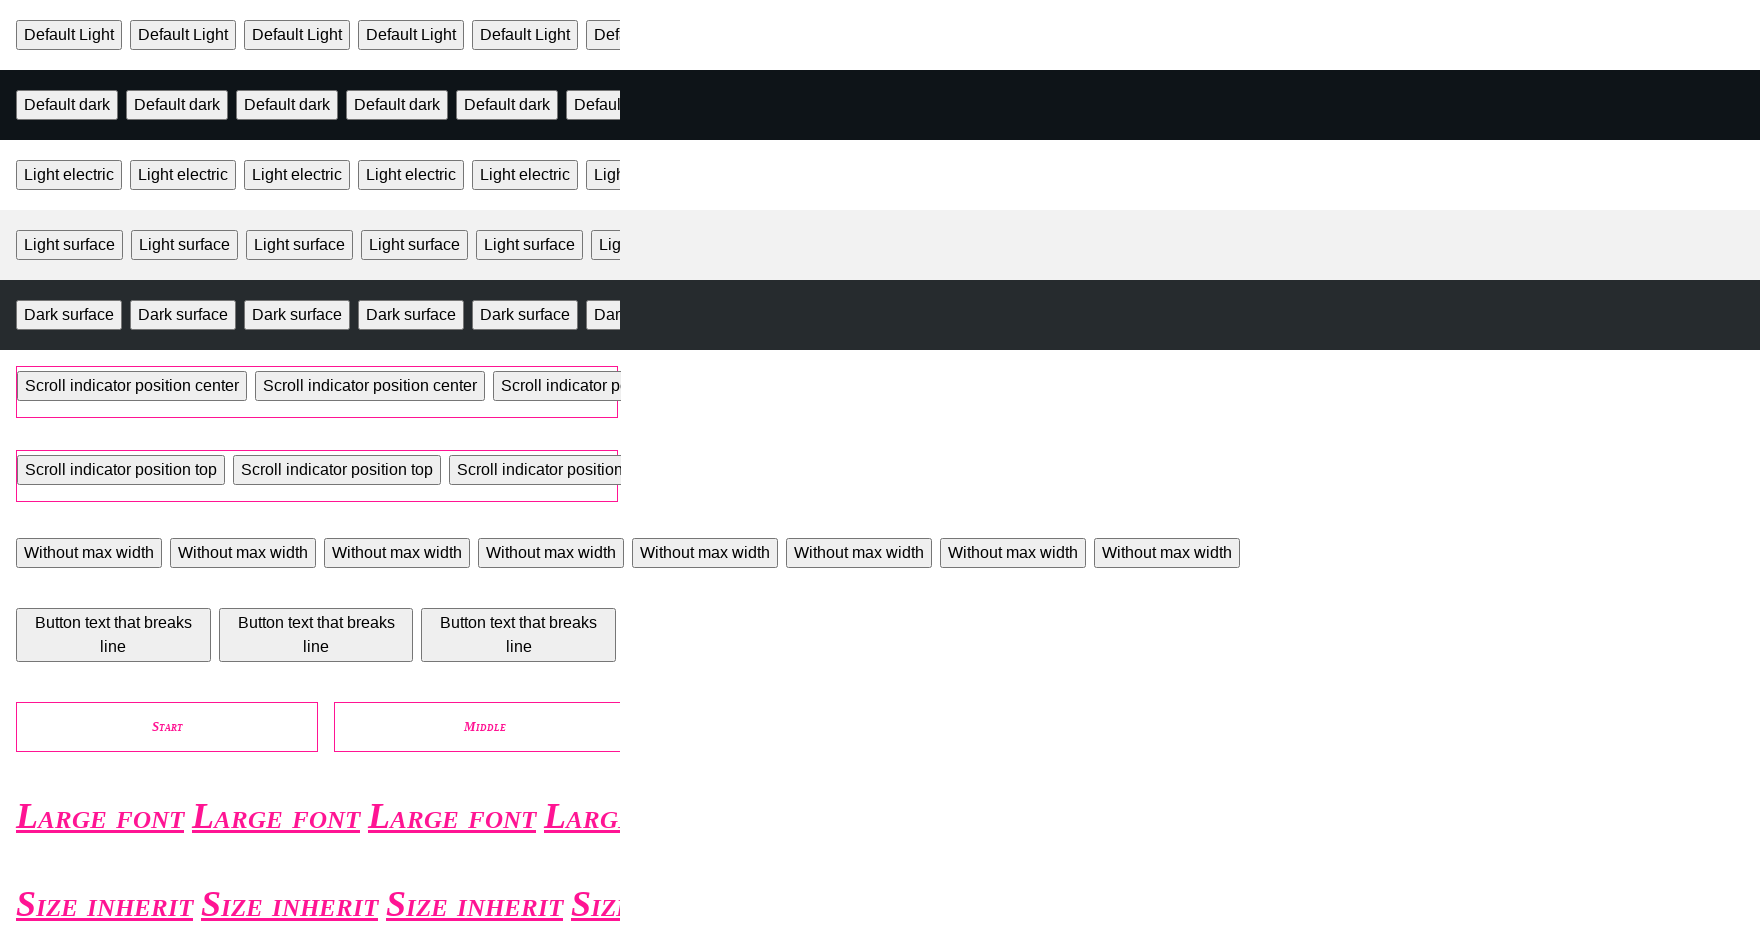 Default Light Default Light Default Light Default Light Default Light Defa
Default dark Default dark Default dark Default dark Default dark Defaul
Light electric Light electric Light electric Light electric Light electric Ligh
Light surface Light surface Light surface Light surface Light surface Lig
Dark surface Dark surface Dark surface Dark surface Dark surface Dar
Scroll indicator position center Scroll indicator position center Scroll indicator po
Scroll indicator position top Scroll indicator position top Scroll indicator position
Without max width Without max width Without max width Without max width Without max width Without max width Without max width Without max width
Button text that breaks line Button text that breaks line Button text that breaks line
Start Middle
Large font Large font Large font Larg
Size inherit Size inherit Size inherit Siz